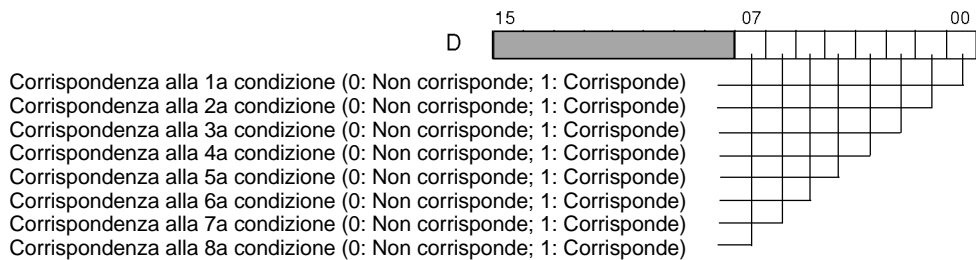 15 07 00
D
Corrispondenza alla 1a condizione (0: Non corrisponde; 1: Corrisponde)
Corrispondenza alla 2a condizione (0: Non corrisponde; 1: Corrisponde)
Corrispondenza alla 3a condizione (0: Non corrisponde; 1: Corrisponde)
Corrispondenza alla 4a condizione (0: Non corrisponde; 1: Corrisponde)
Corrispondenza alla 5a condizione (0: Non corrisponde; 1: Corrisponde)
Corrispondenza alla 6a condizione (0: Non corrisponde; 1: Corrisponde)
Corrispondenza alla 7a condizione (0: Non corrisponde; 1: Corrisponde)
Corrispondenza alla 8a condizione (0: Non corrisponde; 1: Corrisponde)